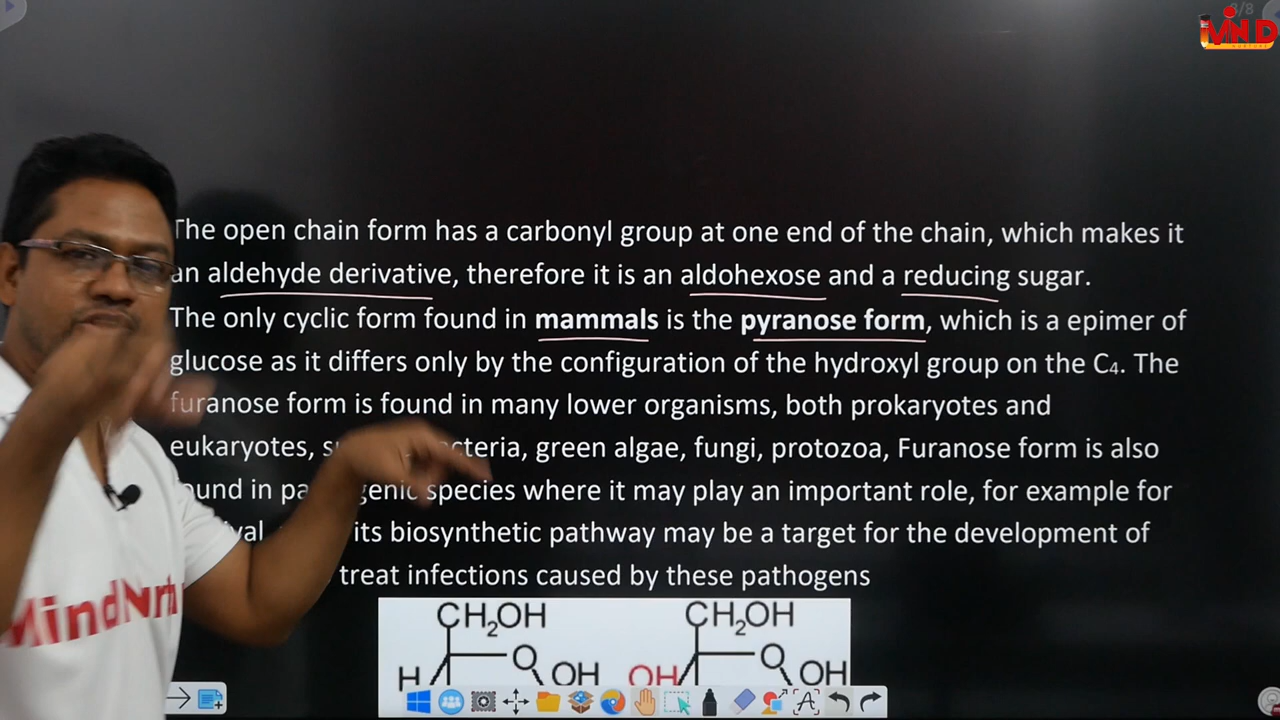 3/8
MIND
NURTURE
The open chain form has a carbonyl group at one end of the chain, which makes it
an aldehyde derivative, therefore it is an aldohexose and a reducing sugar.
The only cyclic form found in mammals is the pyranose form, which is a epimer of
glucose as it differs only by the configuration of the hydroxyl group on the C₄. The
furanose form is found in many lower organisms, both prokaryotes and
eukaryotes, green algae, fungi, protozoa, Furanose form is also
in species where it may play an important role, for example for
its biosynthetic pathway may be a target for the development of
treat infections caused by these pathogens
CH₂OH CH₂OH
O O
H OH OH OH
A